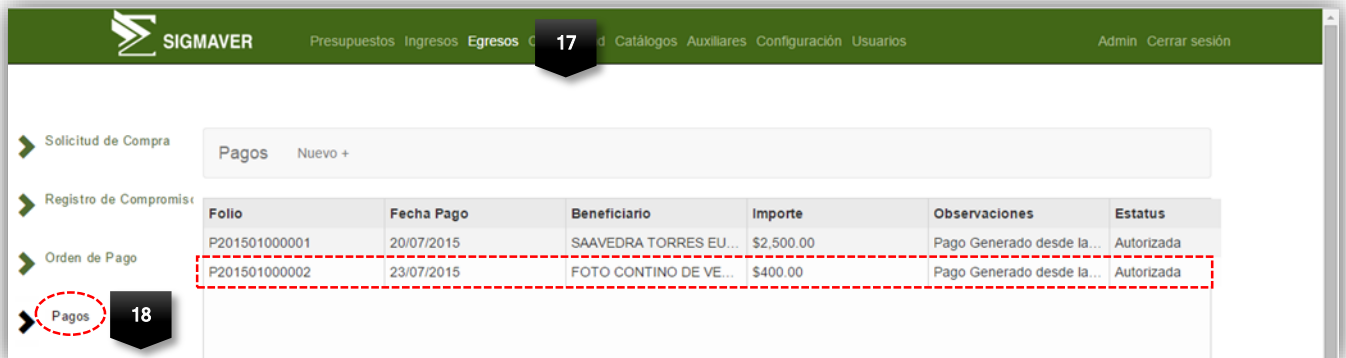 SIGMAVER Presupuestos Ingresos Egresos 17 Catálogos Auxiliares Configuración Usuarios Admin Cerrar sesión
Solicitud de Compra
Pagos Nuevo +
Registro de Compromis
Folio Fecha Pago Beneficiario Importe Observaciones Estatus
P201501000001 20/07/2015 SAAVEDRA TORRES EU... $2,500.00 Pago Generado desde la... Autorizada
Orden de Pago
P201501000002 23/07/2015 FOTO CONTINO DE VE... $400.00 Pago Generado desde la... Autorizada
Pagos 18